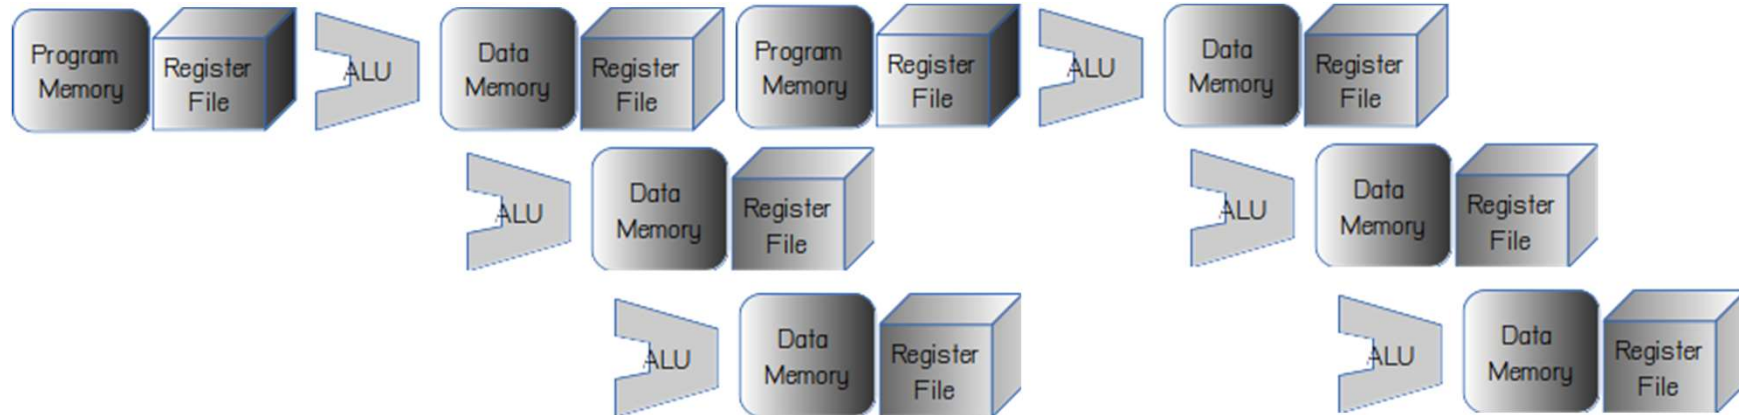 Program
Memory
Register
File
ALU
Data
Memory
Register
File
Program
Memory
Register
File
ALU
Data
Memory
Register
File
ALU
Data
Memory
Register
File
ALU
Data
Memory
Register
File
ALU
Data
Memory
Register
File
ALU
Data
Memory
Register
File